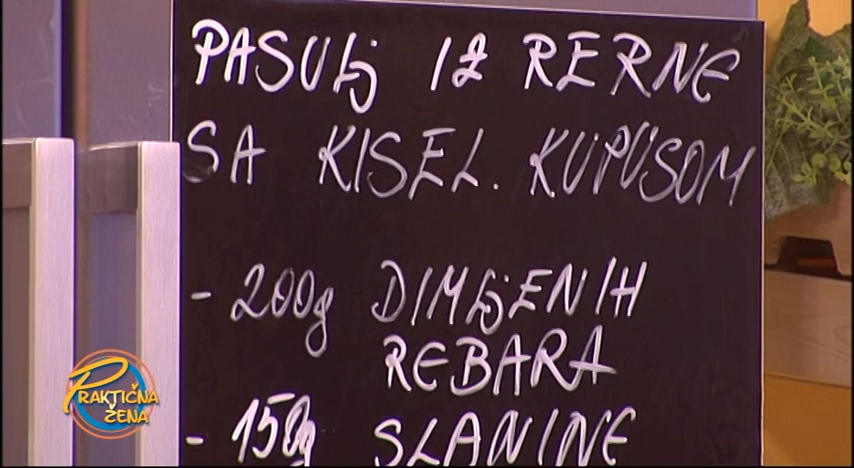 PASULJ IZ RERNE
SA KISEL. KUPUSOM
- 200g DIMLJENIH
REBARA
- 150g SLANINE
PRAKTIČNA
ŽENA